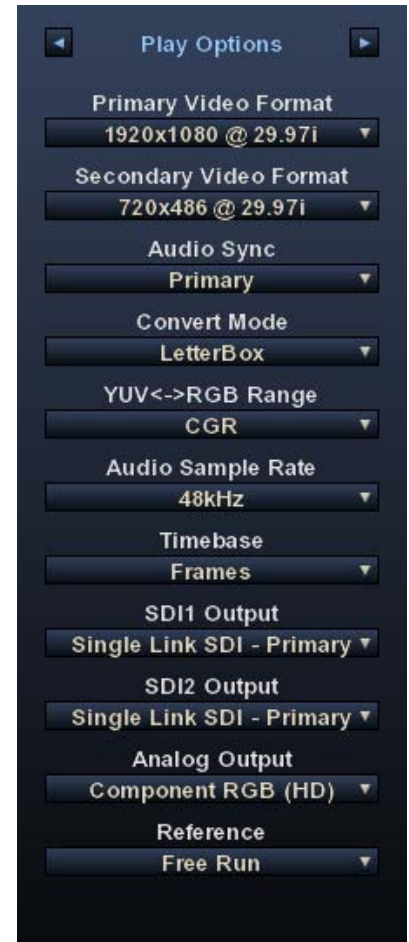 Play Options
Primary Video Format
1920x1080 @ 29.97i
Secondary Video Format
720x486 @ 29.97i
Audio Sync
Primary
Convert Mode
LetterBox
YUV<->RGB Range
CGR
Audio Sample Rate
48kHz
Timebase
Frames
SDI1 Output
Single Link SDI - Primary
SDI2 Output
Single Link SDI - Primary
Analog Output
Component RGB (HD)
Reference
Free Run